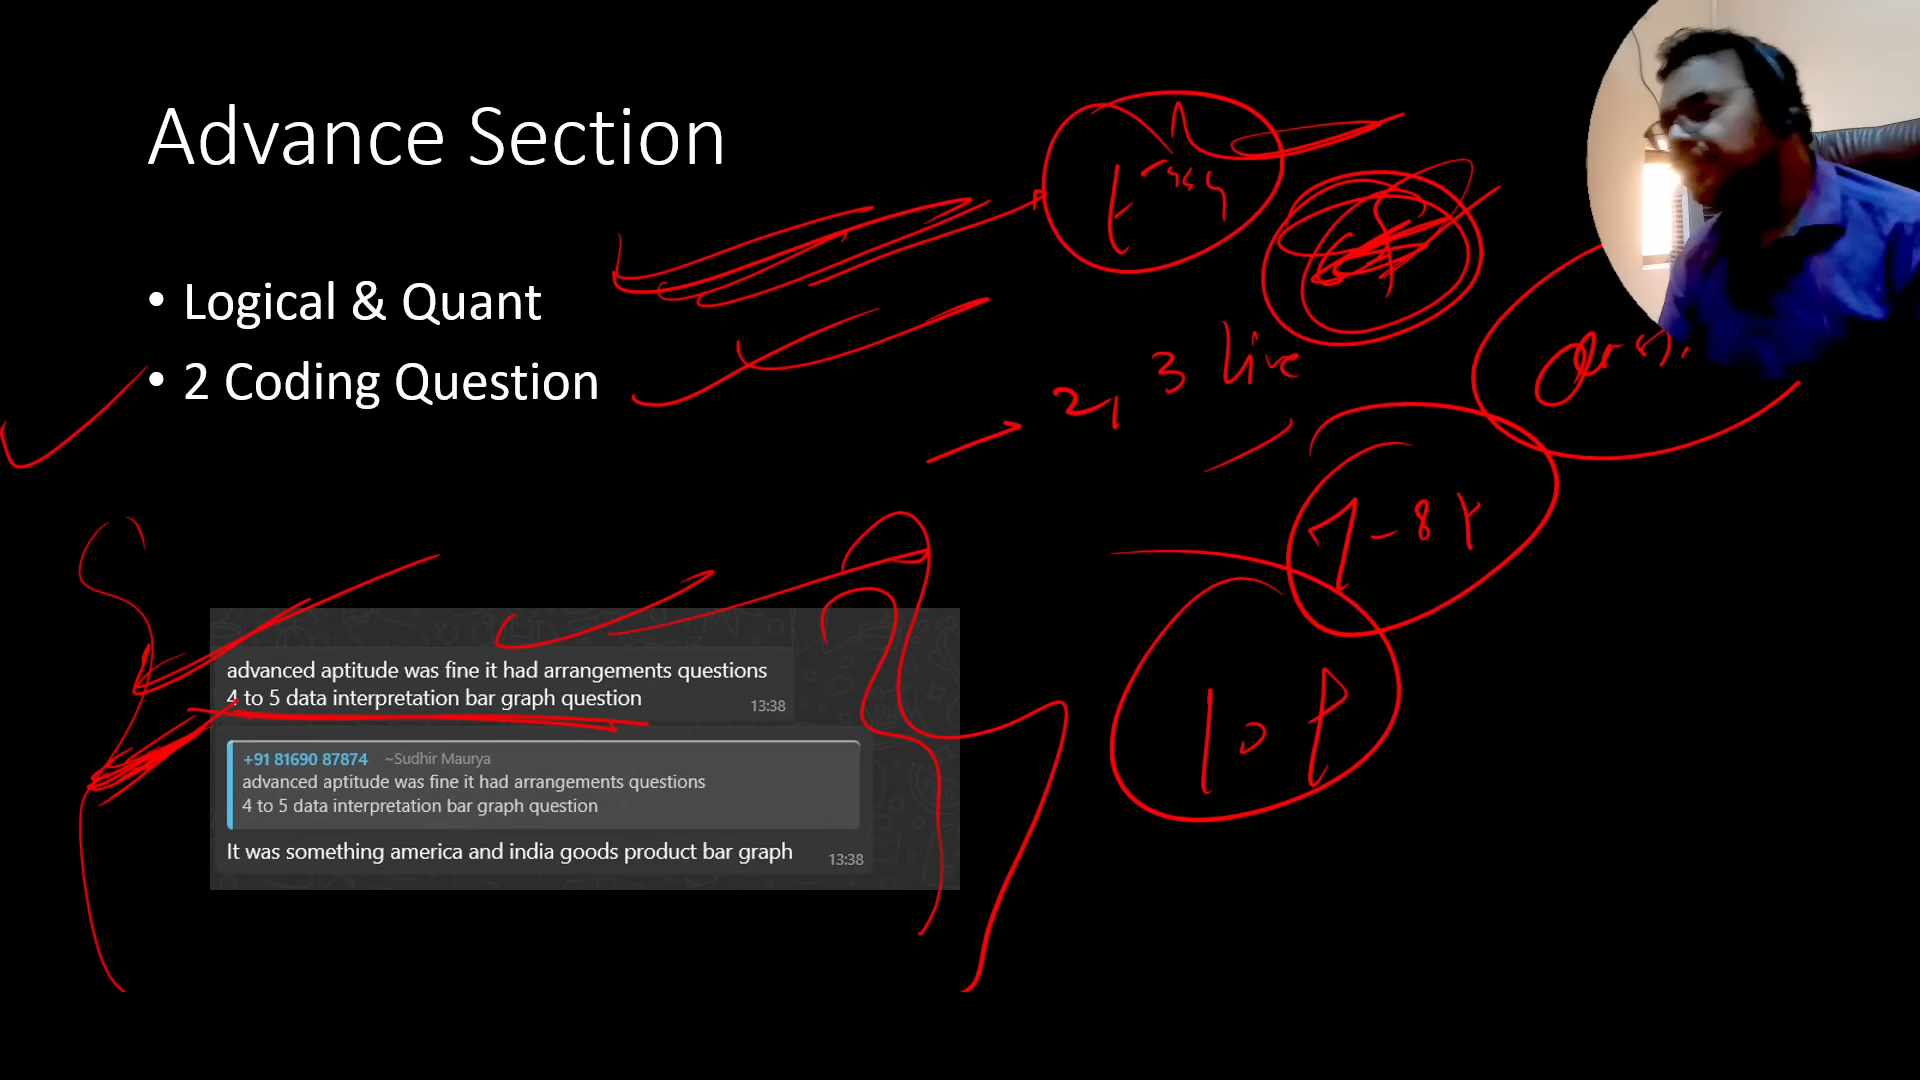 Advance Section
• Logical & Quant
• 2 Coding Question
2, 3 live
7-8
advanced aptitude was fine it had arrangements questions
4 to 5 data interpretation bar graph question
13:38
+91 81690 87874 ~Sudhir Maurya
advanced aptitude was fine it had arrangements questions
4 to 5 data interpretation bar graph question
It was something america and india goods product bar graph
13:38